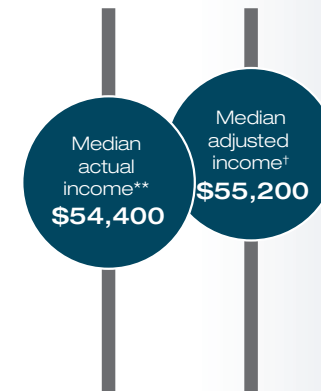 Median
actual
income**
$54,400
Median
adjusted
income†
$55,200